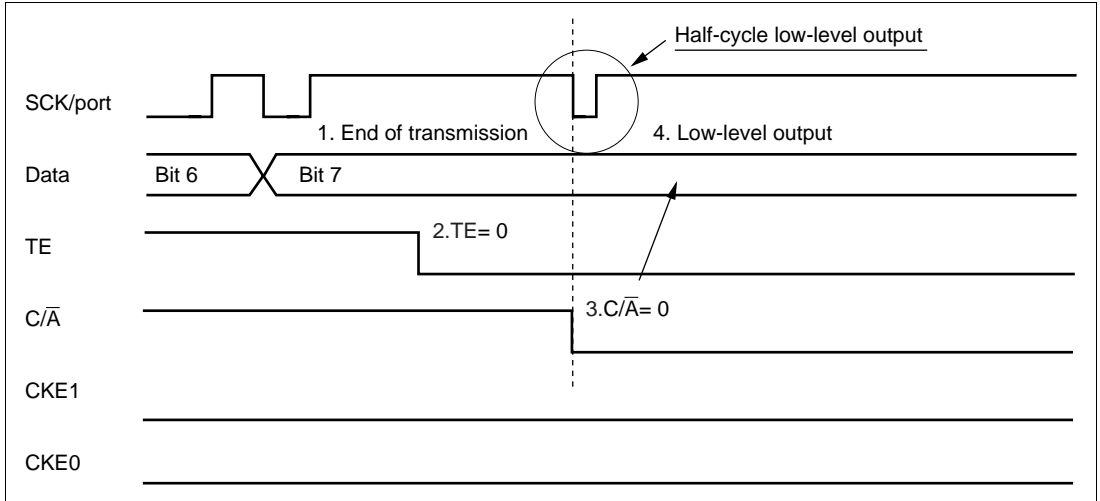 Half-cycle low-level output
SCK/port
1. End of transmission
4. Low-level output
Data
Bit 6
Bit 7
TE
2.TE= 0
C/A̅
3.C/A̅= 0
CKE1
CKE0